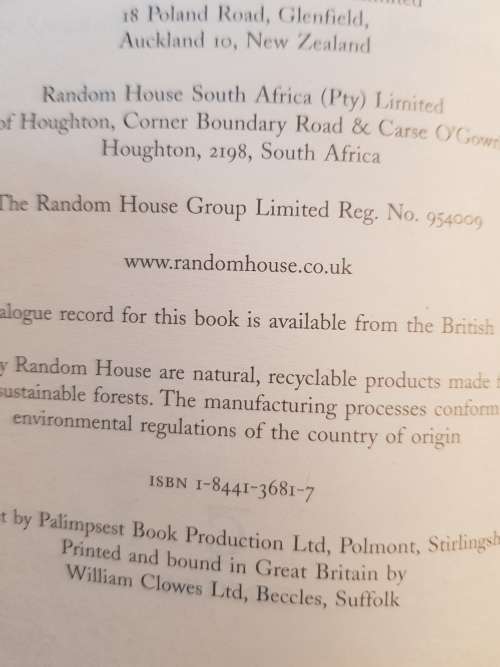 18 Poland Road, Glenfield,
Auckland 10, New Zealand
Random House South Africa (Pty) Limited
of Houghton, Corner Boundary Road & Carse O'Gowr
Houghton, 2198, South Africa
The Random House Group Limited Reg. No. 954009
www.randomhouse.co.uk
alogue record for this book is available from the British
y Random House are natural, recyclable products made f
sustainable forests. The manufacturing processes conform
environmental regulations of the country of origin
ISBN 1-8441-3681-7
t by Palimpsest Book Production Ltd, Polmont, Stirlingsh
Printed and bound in Great Britain by
William Clowes Ltd, Beccles, Suffolk